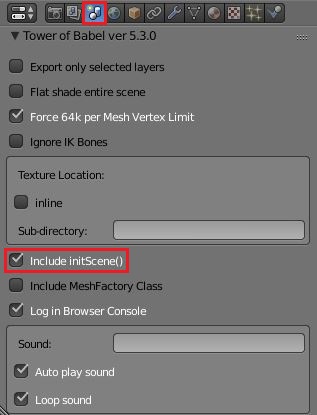 Tower of Babel ver 5.3.0
Export only selected layers
Flat shade entire scene
Force 64k per Mesh Vertex Limit
Ignore IK Bones
Texture Location:
inline
Sub-directory:
Include initScene()
Include MeshFactory Class
Log in Browser Console
Sound:
Auto play sound
Loop sound